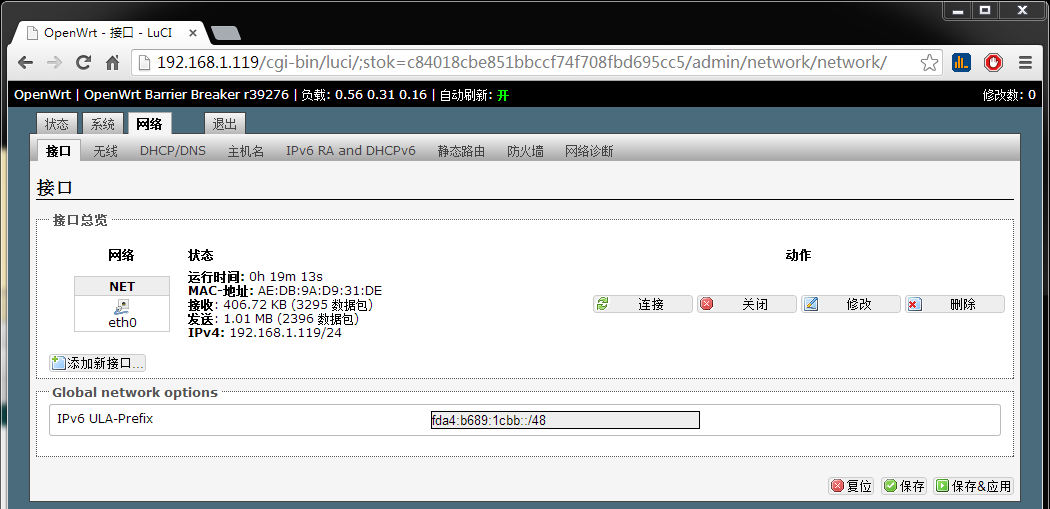 OpenWrt - 接口 - LuCI
192.168.1.119/cgi-bin/luci/;stok=c84018cbe851bbccf74f708fbd695cc5/admin/network/network/
OpenWrt | OpenWrt Barrier Breaker r39276 | 负载: 0.56 0.31 0.16 | 自动刷新: 开 修改数: 0
状态 系统 网络 退出
接口 无线 DHCP/DNS 主机名 IPv6 RA and DHCPv6 静态路由 防火墙 网络诊断
接口
接口总览
网络 状态 动作
NET
eth0
运行时间: 0h 19m 13s
MAC-地址: AE:DB:9A:D9:31:DE
接收: 406.72 KB (3295 数据包)
发送: 1.01 MB (2396 数据包)
IPv4: 192.168.1.119/24
连接 关闭 修改 删除
添加新接口...
Global network options
IPv6 ULA-Prefix fda4:b689:1cbb::/48
复位 保存 保存&应用